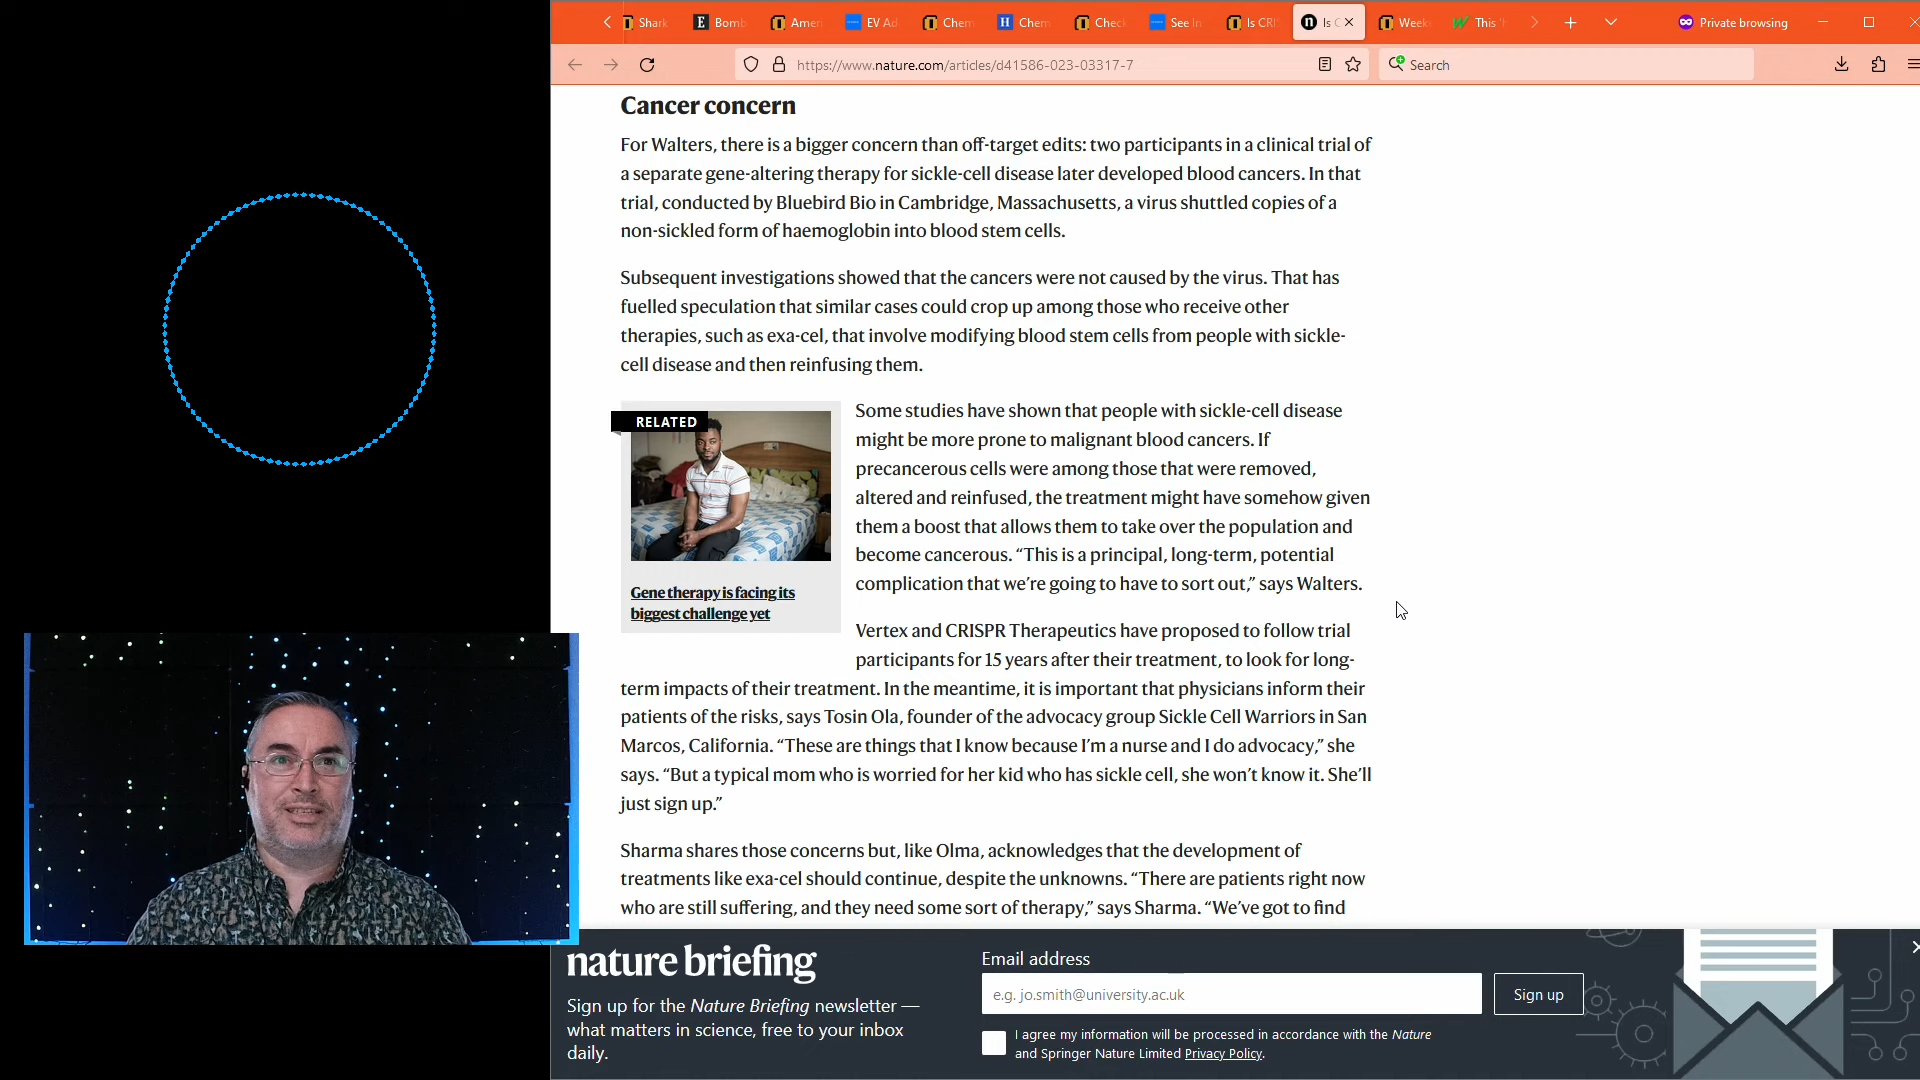 Shark
Bomb
Amer
EV Ad
Chem
Chem
Check
See In
Is CRI
Is C
Week
This
Private browsing
https://www.nature.com/articles/d41586-023-03317-7
Search
Cancer concern
For Walters, there is a bigger concern than off-target edits: two participants in a clinical trial of
a separate gene-altering therapy for sickle-cell disease later developed blood cancers. In that
trial, conducted by Bluebird Bio in Cambridge, Massachusetts, a virus shuttled copies of a
non-sickled form of haemoglobin into blood stem cells.
Subsequent investigations showed that the cancers were not caused by the virus. That has
fuelled speculation that similar cases could crop up among those who receive other
therapies, such as exa-cel, that involve modifying blood stem cells from people with sickle-
cell disease and then reinfusing them.
RELATED
Gene therapy is facing its
biggest challenge yet
Some studies have shown that people with sickle-cell disease
might be more prone to malignant blood cancers. If
precancerous cells were among those that were removed,
altered and reinfused, the treatment might have somehow given
them a boost that allows them to take over the population and
become cancerous. “This is a principal, long-term, potential
complication that we’re going to have to sort out,” says Walters.
Vertex and CRISPR Therapeutics have proposed to follow trial
participants for 15 years after their treatment, to look for long-
term impacts of their treatment. In the meantime, it is important that physicians inform their
patients of the risks, says Tosin Ola, founder of the advocacy group Sickle Cell Warriors in San
Marcos, California. “These are things that I know because I’m a nurse and I do advocacy,” she
says. “But a typical mom who is worried for her kid who has sickle cell, she won’t know it. She’ll
just sign up.”
Sharma shares those concerns but, like Olma, acknowledges that the development of
treatments like exa-cel should continue, despite the unknowns. “There are patients right now
who are still suffering, and they need some sort of therapy,” says Sharma. “We’ve got to find
nature briefing
Sign up for the Nature Briefing newsletter —
what matters in science, free to your inbox
daily.
Email address
e.g. jo.smith@university.ac.uk
Sign up
I agree my information will be processed in accordance with the Nature
and Springer Nature Limited Privacy Policy.